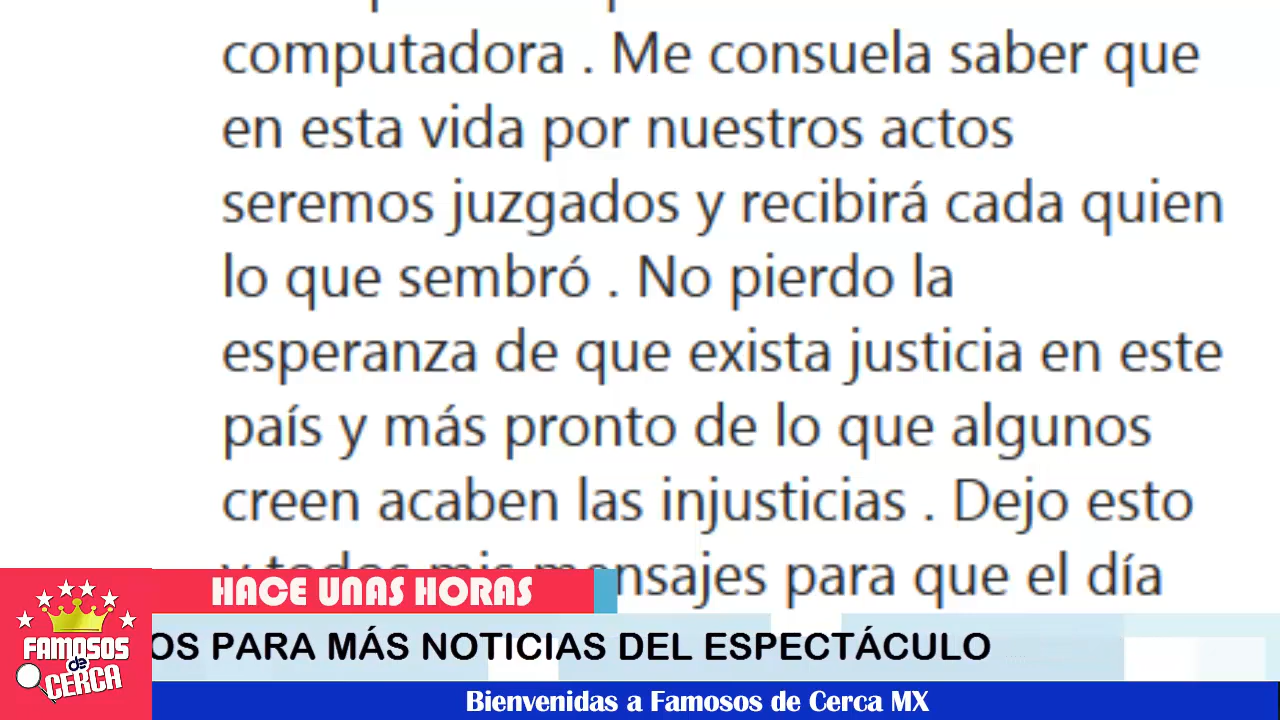 computadora . Me consuela saber que
en esta vida por nuestros actos
seremos juzgados y recibirá cada quien
lo que sembró . No pierdo la
esperanza de que exista justicia en este
país y más pronto de lo que algunos
creen acaben las injusticias . Dejo esto
y todos mis mensajes para que el día
HACE UNAS HORAS
OS PARA MÁS NOTICIAS DEL ESPECTÁCULO
FAMOSOS
de
CERCA
Bienvenidas a Famosos de Cerca MX